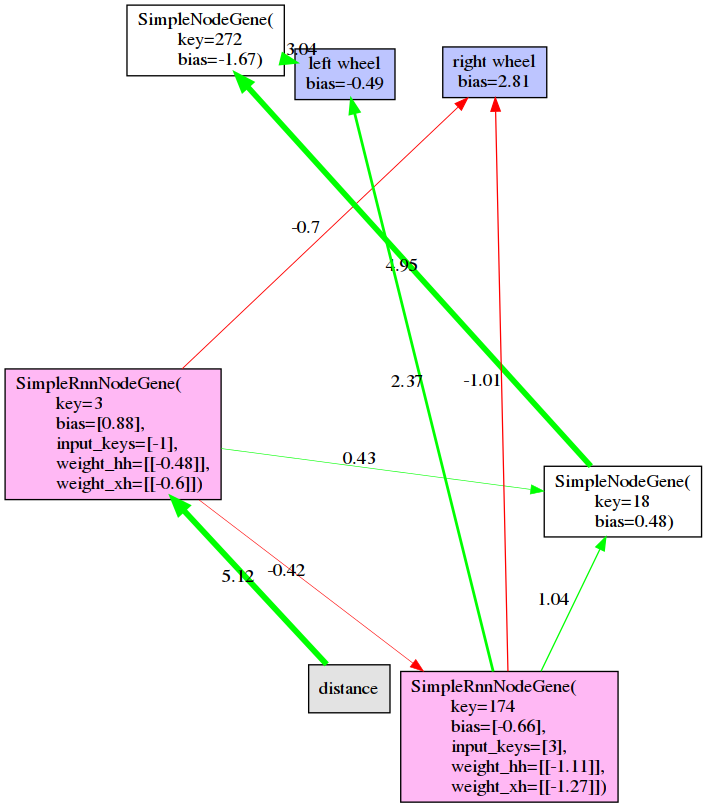 SimpleNodeGene(
key=272
bias=-1.67)
3.04
left wheel
bias=-0.49
right wheel
bias=2.81
-0.7
4.95
2.37
-1.01
SimpleRnnNodeGene(
key=3
bias=[0.88],
input_keys=[-1],
weight_hh=[[-0.48]],
weight_xh=[[-0.6]])
0.43
SimpleNodeGene(
key=18
bias=0.48)
5.12
-0.42
1.04
distance
SimpleRnnNodeGene(
key=174
bias=[-0.66],
input_keys=[3],
weight_hh=[[-1.11]],
weight_xh=[[-1.27]])